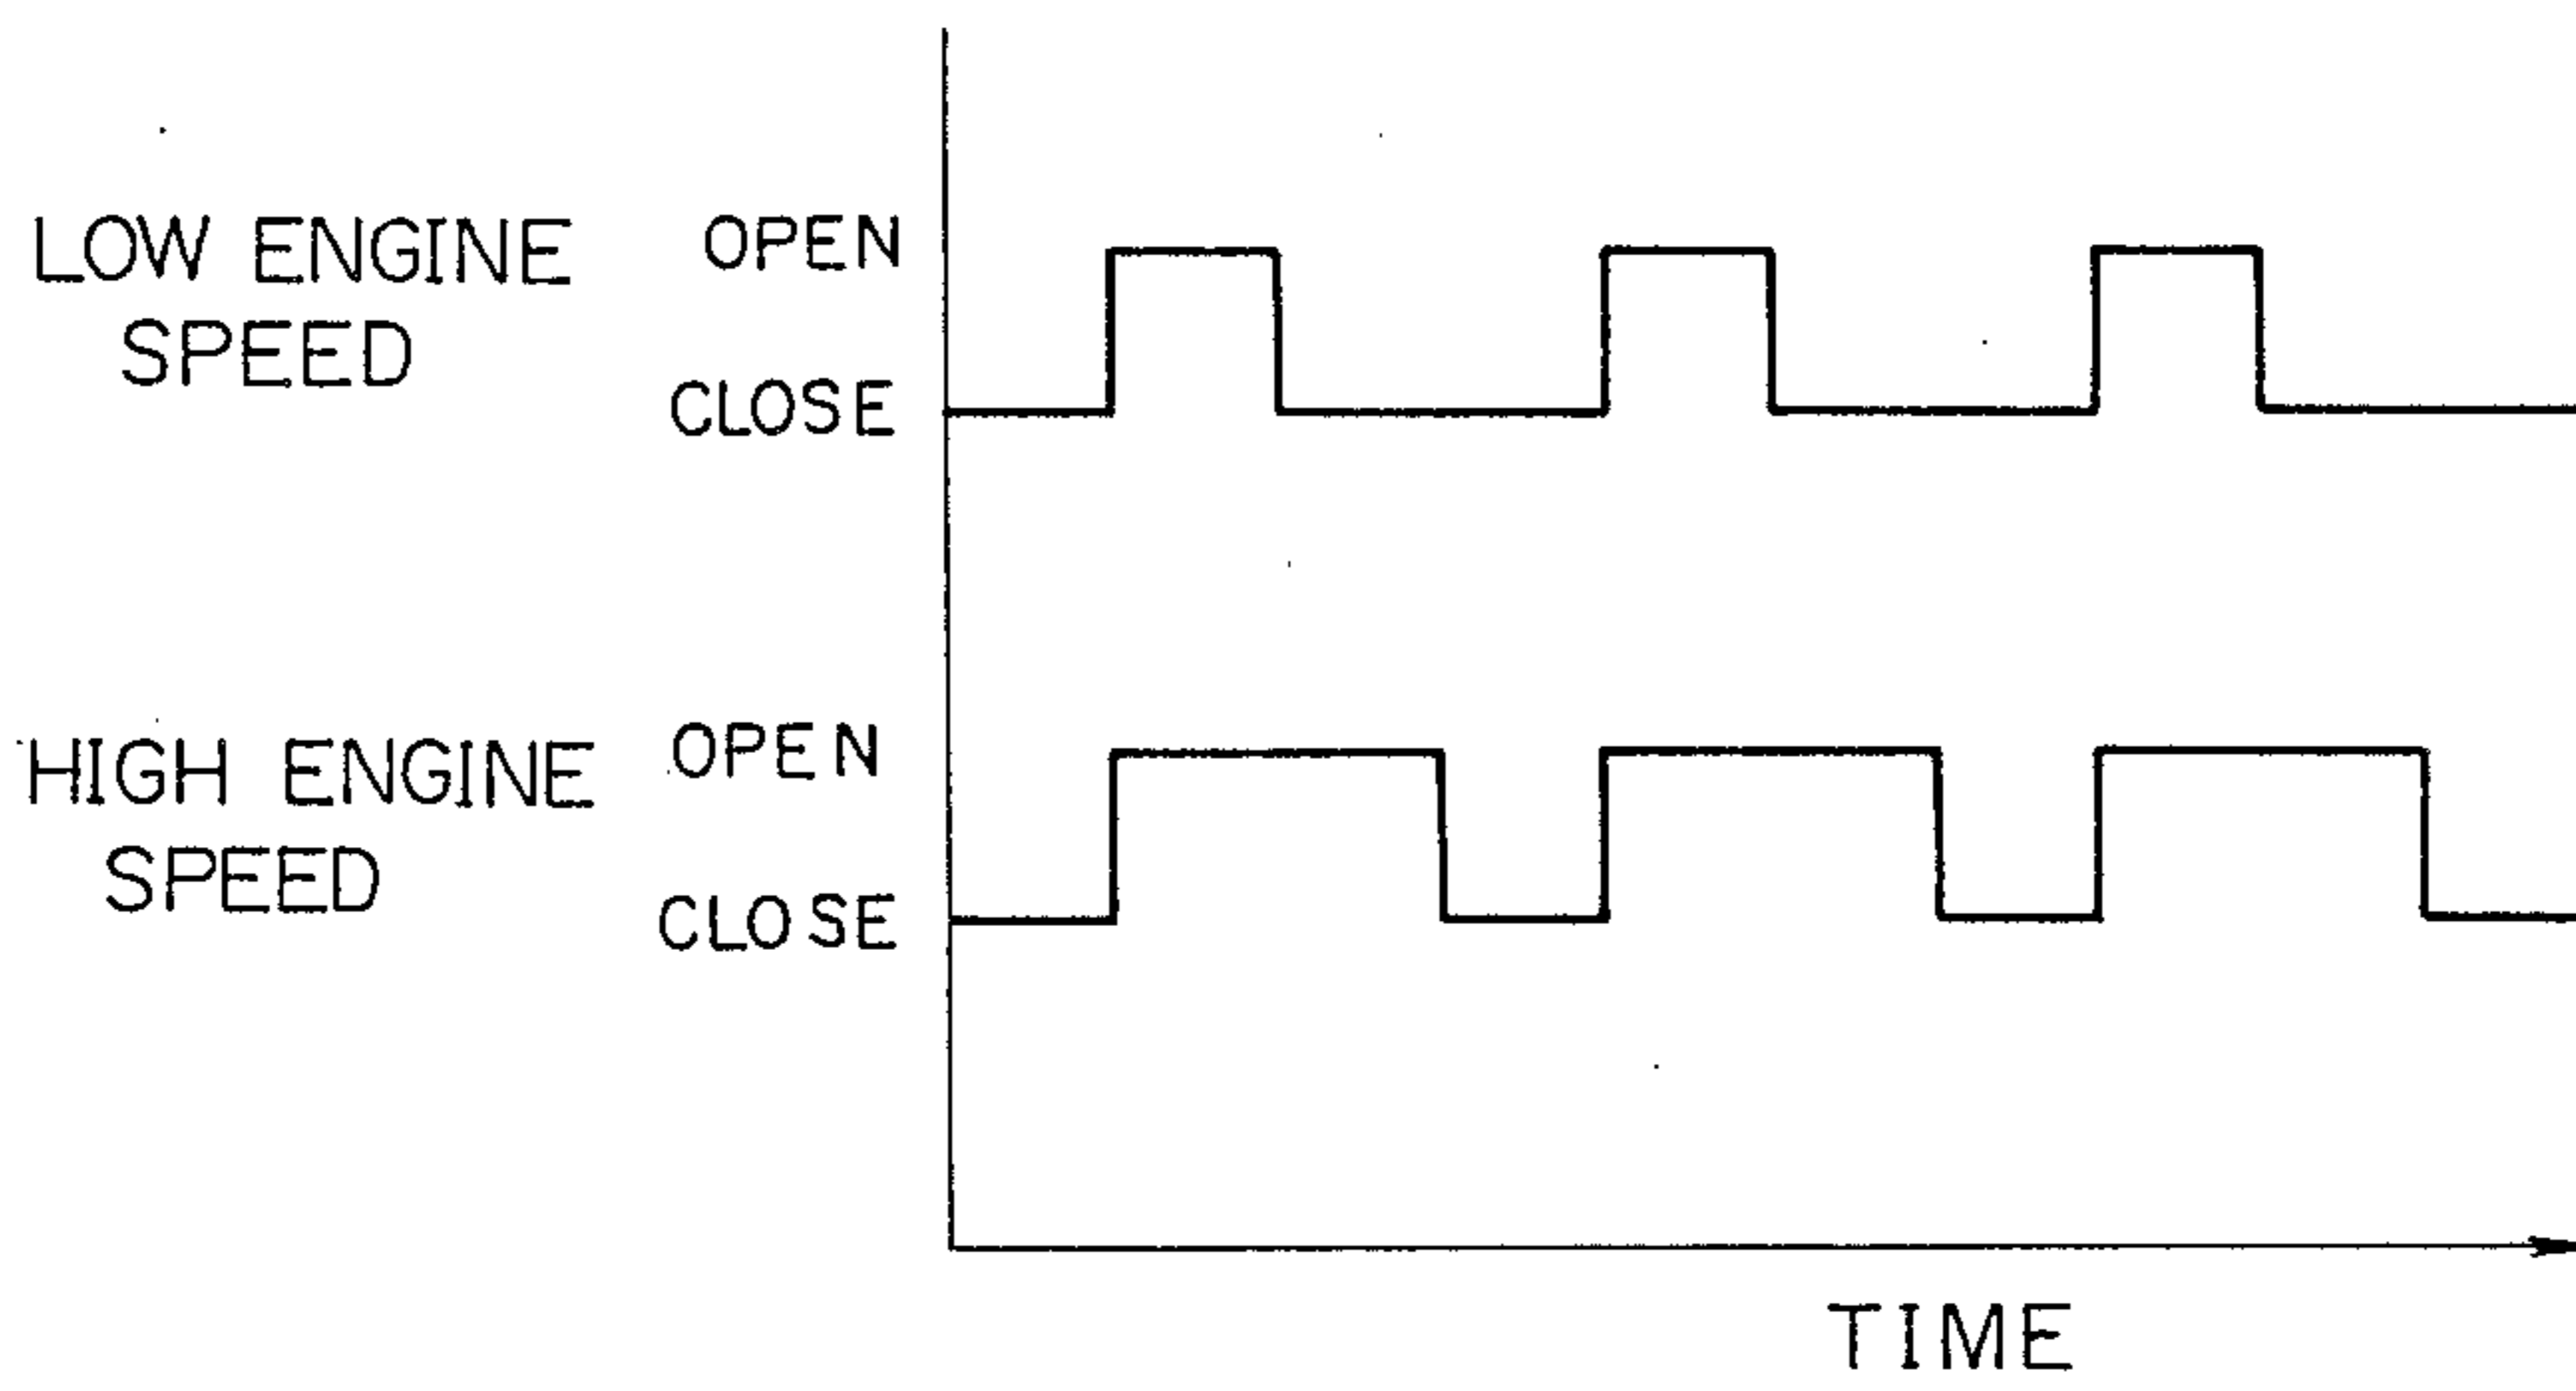 LOW ENGINE
SPEED
OPEN
CLOSE
HIGH ENGINE
SPEED
OPEN
CLOSE
TIME